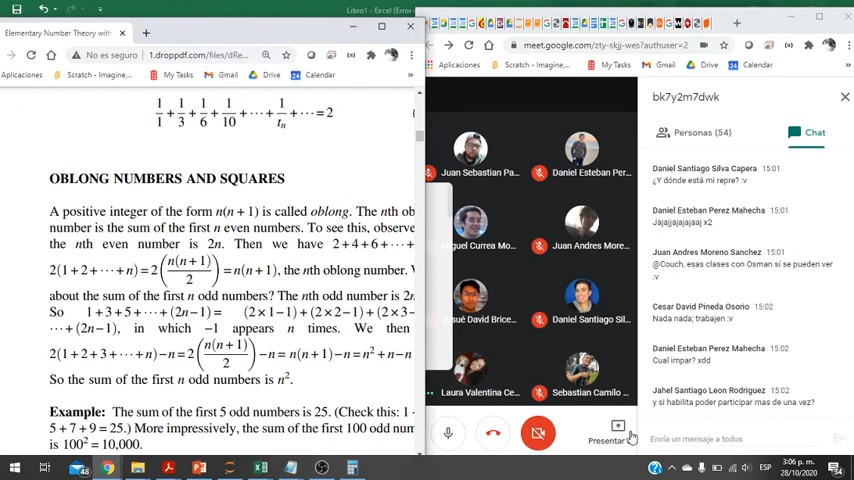 Libro1 - Excel (Error
Elementary Number Theory with
No es seguro
1.droppdf.com/files/dRe...
Scratch - Imagine,...
My Tasks
Gmail
Drive
Calendar
1/1 + 1/3 + 1/6 + 1/10 + ··· + 1/tₙ + ··· = 2
OBLONG NUMBERS AND SQUARES
A positive integer of the form n(n + 1) is called oblong. The nth ob
number is the sum of the first n even numbers. To see this, observe
the nth even number is 2n. Then we have 2 + 4 + 6 + ··· +
2(1 + 2 + ··· + n) = 2(n(n + 1)/2) = n(n + 1), the nth oblong number.
about the sum of the first n odd numbers? The nth odd number is 2n
So 1 + 3 + 5 + ··· + (2n − 1) = (2 × 1 − 1) + (2 × 2 − 1) + (2 × 3 −
··· + (2n − 1), in which −1 appears n times. We then
2(1 + 2 + 3 + ··· + n) − n = 2(n(n + 1)/2) − n = n(n + 1) − n = n² + n − n
So the sum of the first n odd numbers is n².
Example: The sum of the first 5 odd numbers is 25. (Check this: 1
5 + 7 + 9 = 25.) More impressively, the sum of the first 100 odd num
is 100² = 10,000.
meet.google.com/zty-skjj-wes?authuser=2
Aplicaciones
Scratch - Imagine,...
My Tasks
Gmail
Drive
Calendar
Juan Sebastian Pa...
Daniel Esteban Per...
guel Currea Mo...
Juan Andres More...
sué David Brice...
Daniel Santiago Sil...
Laura Valentina Ce...
Sebastian Camilo ...
Presentar
bk7y2m7dwk
Personas (54)
Chat
Daniel Santiago Silva Capera 15:01
¿Y dónde está mi repre? :v
Daniel Esteban Perez Mahecha 15:01
Jajajjajajajaaj x2
Juan Andres Moreno Sanchez 15:01
@Couch, esas clases con Osman sí se pueden ver
:v
Cesar David Pineda Osorio 15:02
Nada nada; trabajen :v
Daniel Esteban Perez Mahecha 15:02
Cual impar? xdd
Jahel Santiago Leon Rodriguez 15:02
y si habilita poder participar mas de una vez?
Envía un mensaje a todos
48
ESP
3:06 p. m.
28/10/2020
34